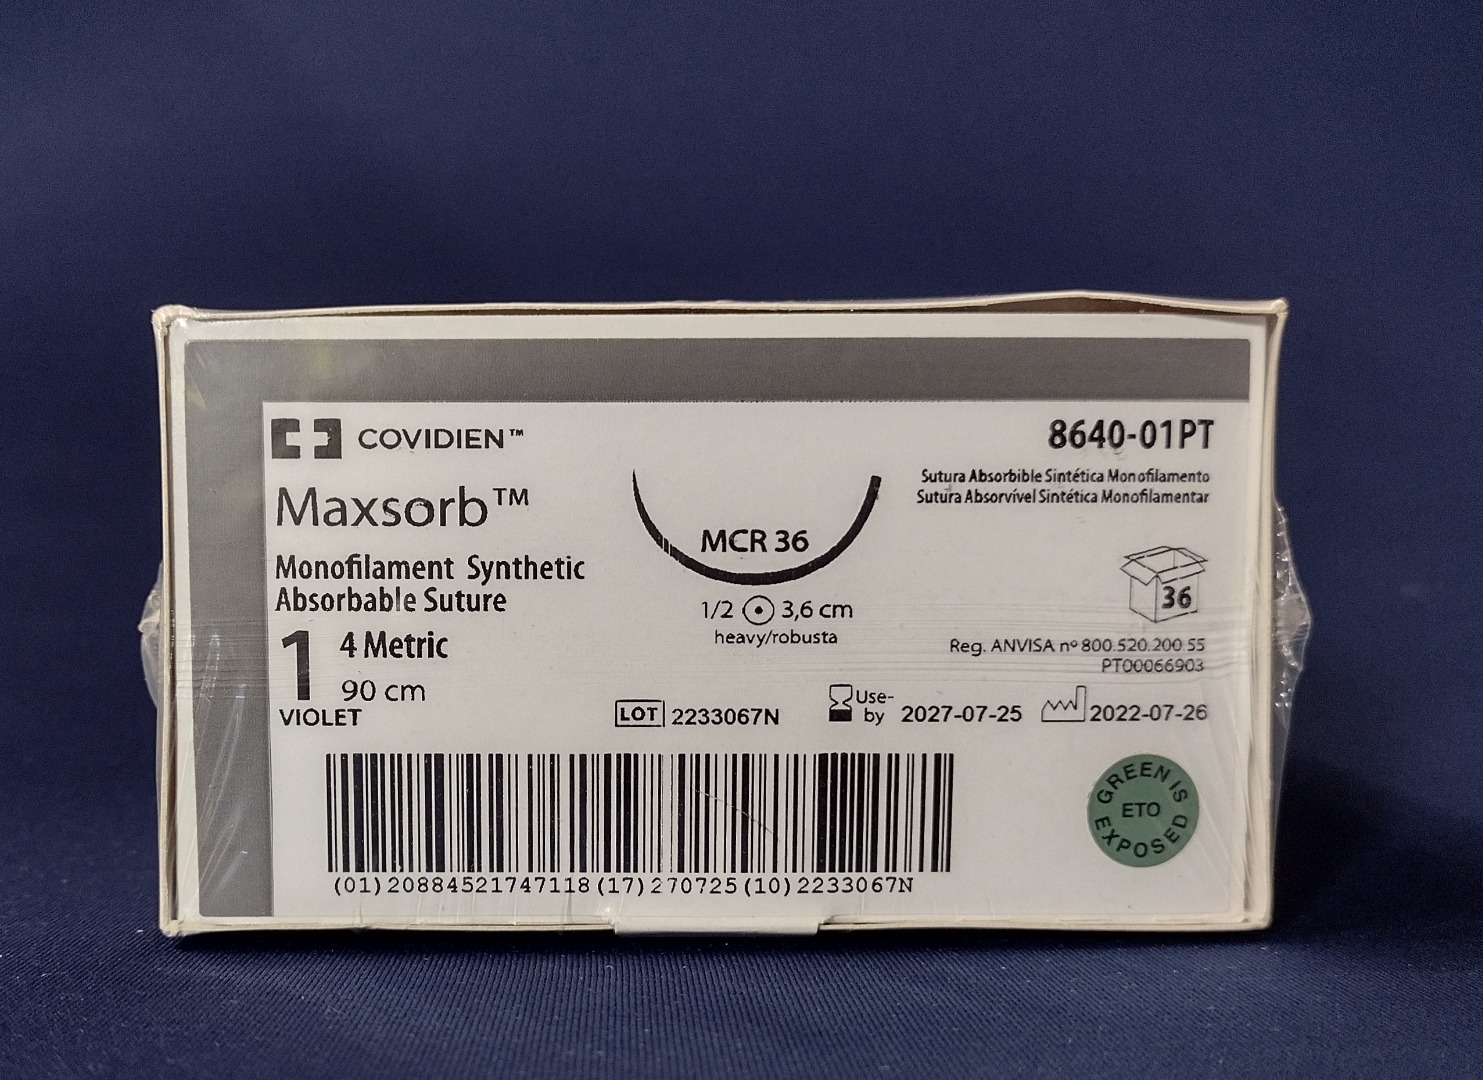 COVIDIEN™
8640-01PT
Maxsorb™
Sutura Absorbible Sintética Monofilamento
Sutura Absorvível Sintética Monofilamentar
MCR 36
Monofilament Synthetic
Absorbable Suture
1/2 3,6 cm
heavy/robusta
36
1 4 Metric
90 cm
VIOLET
Reg. ANVISA nº 800.520.200.55
PT00066903
LOT 2233067N
Use-
by 2027-07-25
2022-07-26
GREEN IS
ETO
EXPOSED
(01)20884521747118(17)270725(10)2233067N